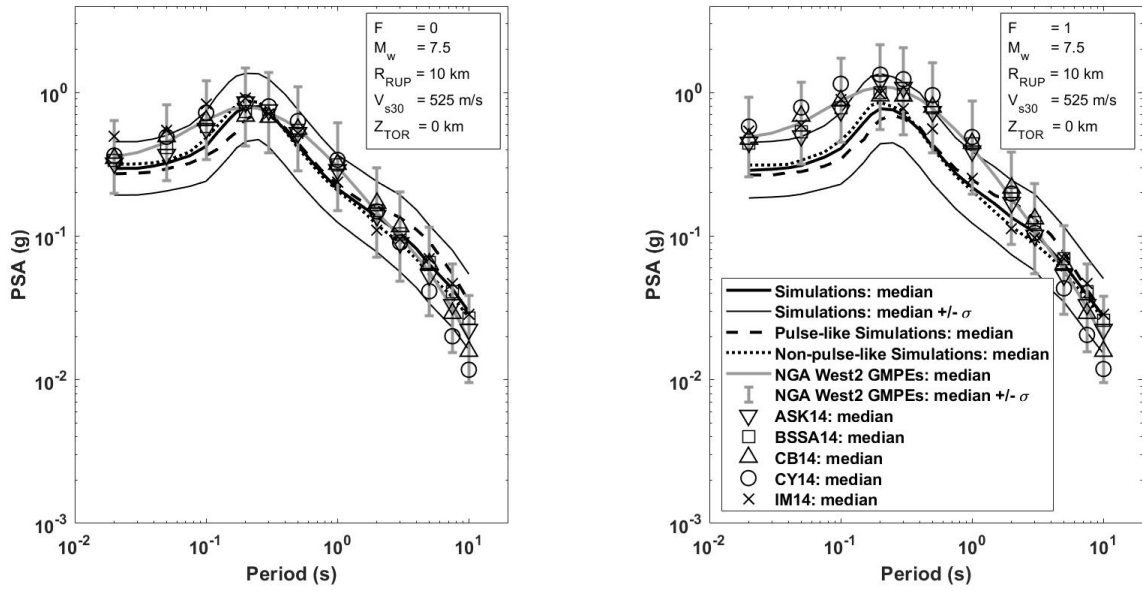 F = 0
M_w = 7.5
R_RUP = 10 km
V_s30 = 525 m/s
Z_TOR = 0 km
10^0
10^-1
10^-2
10^-3
PSA (g)
10^-2 10^-1 10^0 10^1
Period (s)
F = 1
M_w = 7.5
R_RUP = 10 km
V_s30 = 525 m/s
Z_TOR = 0 km
10^0
10^-1
10^-2
10^-3
PSA (g)
Simulations: median
Simulations: median +/- σ
Pulse-like Simulations: median
Non-pulse-like Simulations: median
NGA West2 GMPEs: median
NGA West2 GMPEs: median +/- σ
ASK14: median
BSSA14: median
CB14: median
CY14: median
IM14: median
10^-2 10^-1 10^0 10^1
Period (s)